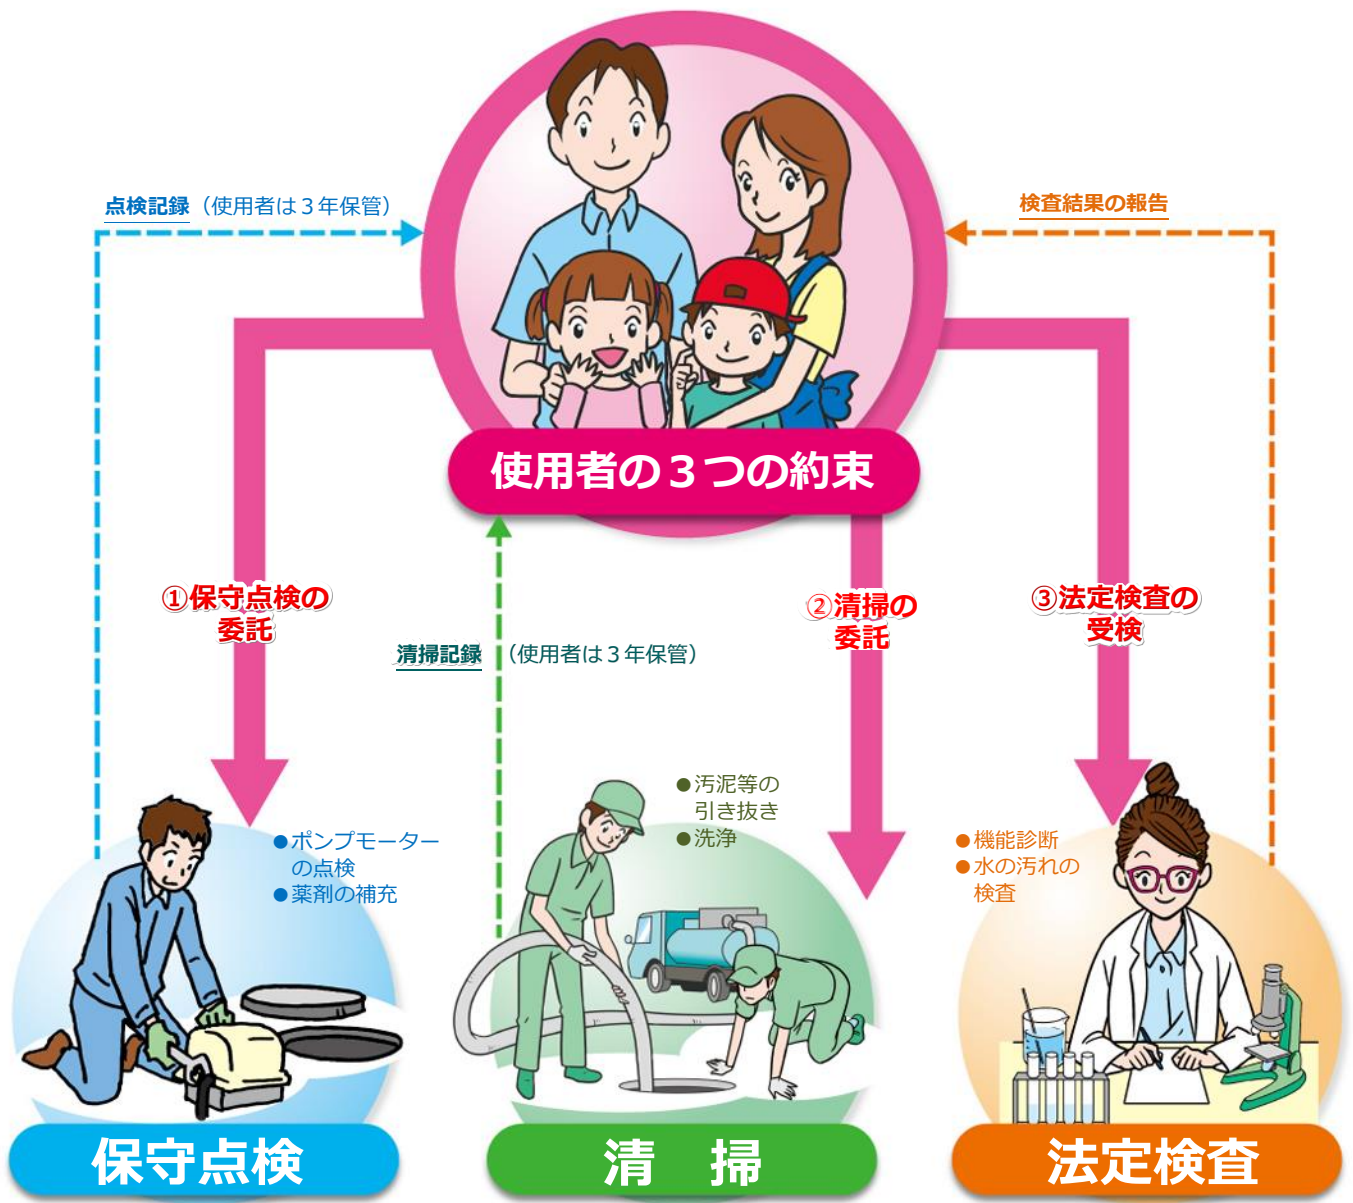 点検記録（使用者は３年保管）
検査結果の報告
使用者の３つの約束
①保守点検の
委託
②清掃の
委託
③法定検査の
受検
清掃記録（使用者は３年保管）
●ポンプモーター
の点検
●薬剤の補充
●汚泥等の
引き抜き
●洗浄
●機能診断
●水の汚れの
検査
保守点検
清　掃
法定検査